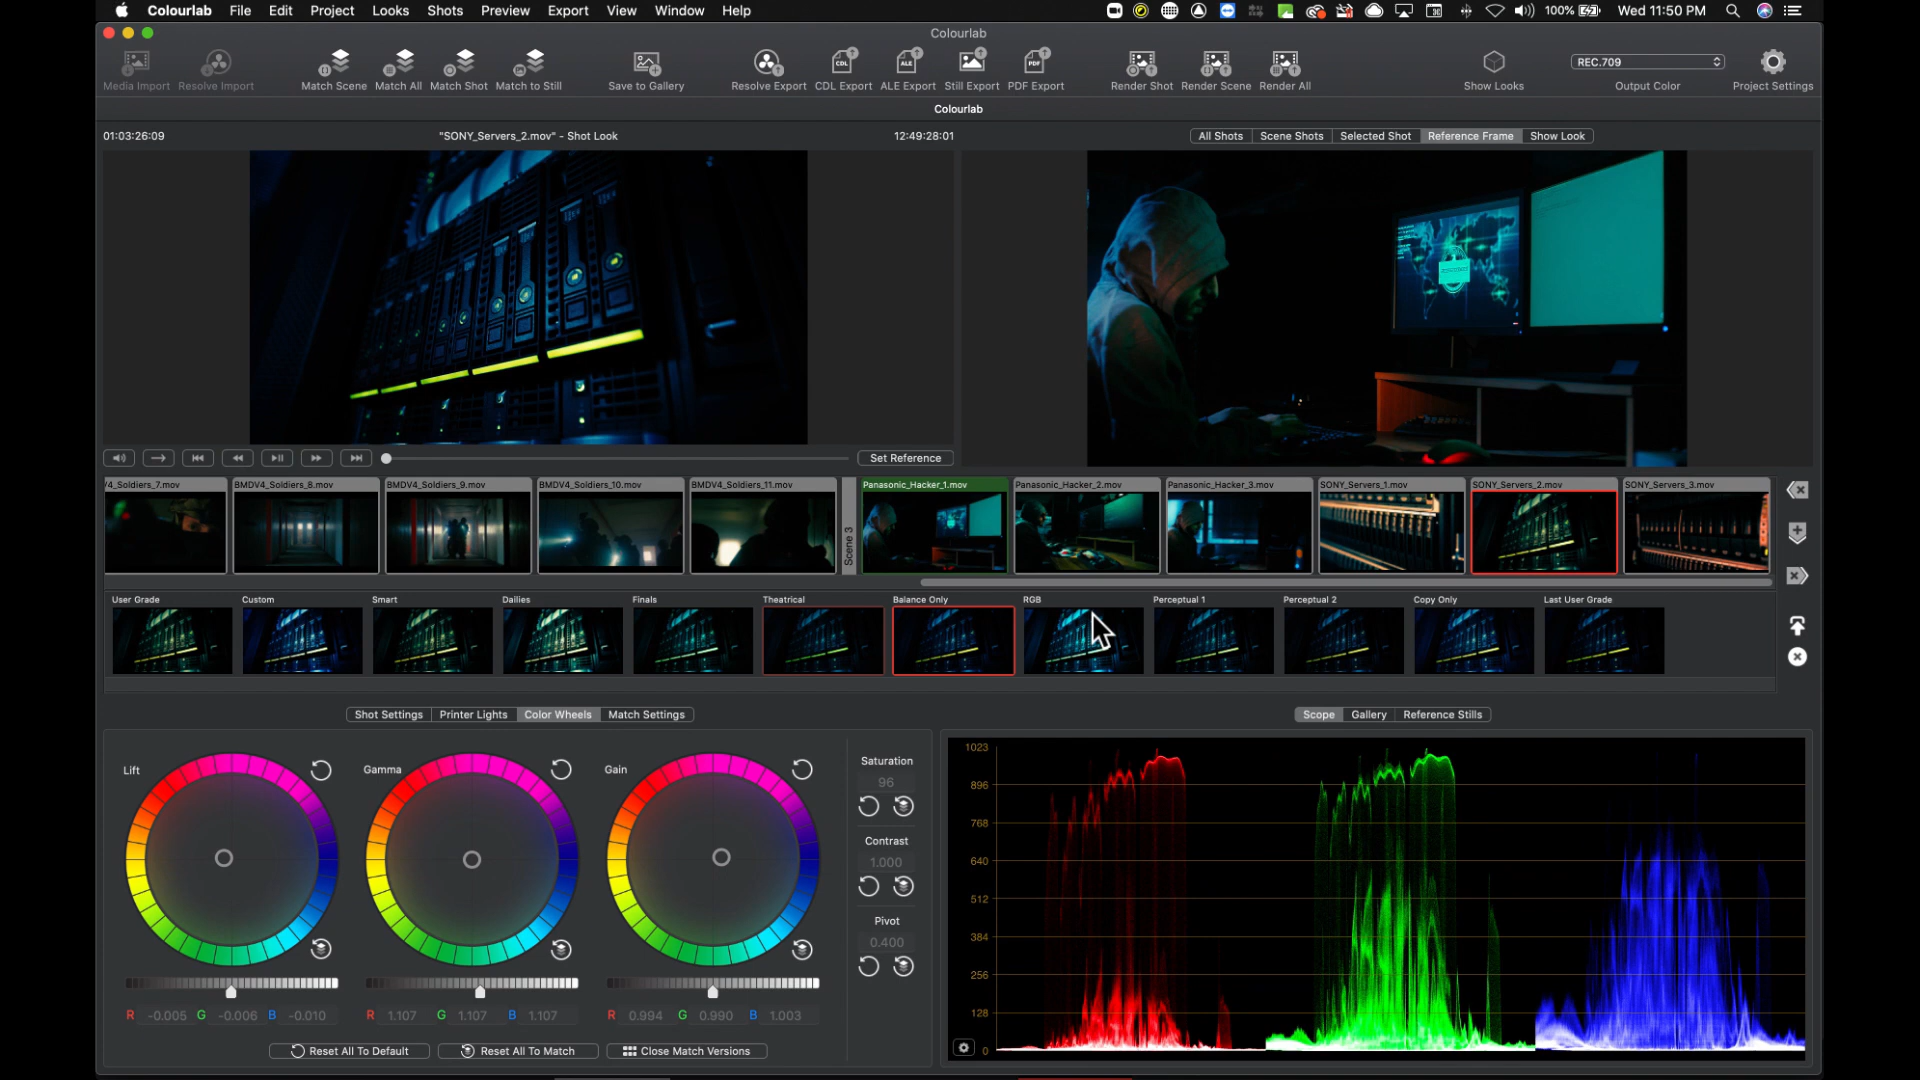 Colourlab File Edit Project Looks Shots Preview Export View Window Help 100% Wed 11:50 PM
Colourlab
Media Import Resolve Import Match Scene Match All Match Shot Match to Still Save to Gallery Resolve Export CDL Export ALE Export Still Export PDF Export Render Shot Render Scene Render All Show Looks REC.709 Output Color Project Settings
Colourlab
01:03:26:09 "SONY_Servers_2.mov" - Shot Look 12:49:28:01 All Shots Scene Shots Selected Shot Reference Frame Show Look
Set Reference
V4_Soldiers_7.mov BMDV4_Soldiers_8.mov BMDV4_Soldiers_9.mov BMDV4_Soldiers_10.mov BMDV4_Soldiers_11.mov Panasonic_Hacker_1.mov Panasonic_Hacker_2.mov Panasonic_Hacker_3.mov SONY_Servers_1.mov SONY_Servers_2.mov SONY_Servers_3.mov
Scene 3
User Grade Custom Smart Dailies Finals Theatrical Balance Only RGB Perceptual 1 Perceptual 2 Copy Only Last User Grade
Shot Settings Printer Lights Color Wheels Match Settings Scope Gallery Reference Stills
Lift Gamma Gain
Saturation
96
Contrast
1.000
Pivot
0.400
R -0.005 G -0.006 B -0.010 R 1.107 G 1.107 B 1.107 R 0.994 G 0.990 B 1.003
Reset All To Default Reset All To Match Close Match Versions
1023
896
768
640
512
384
256
128
0